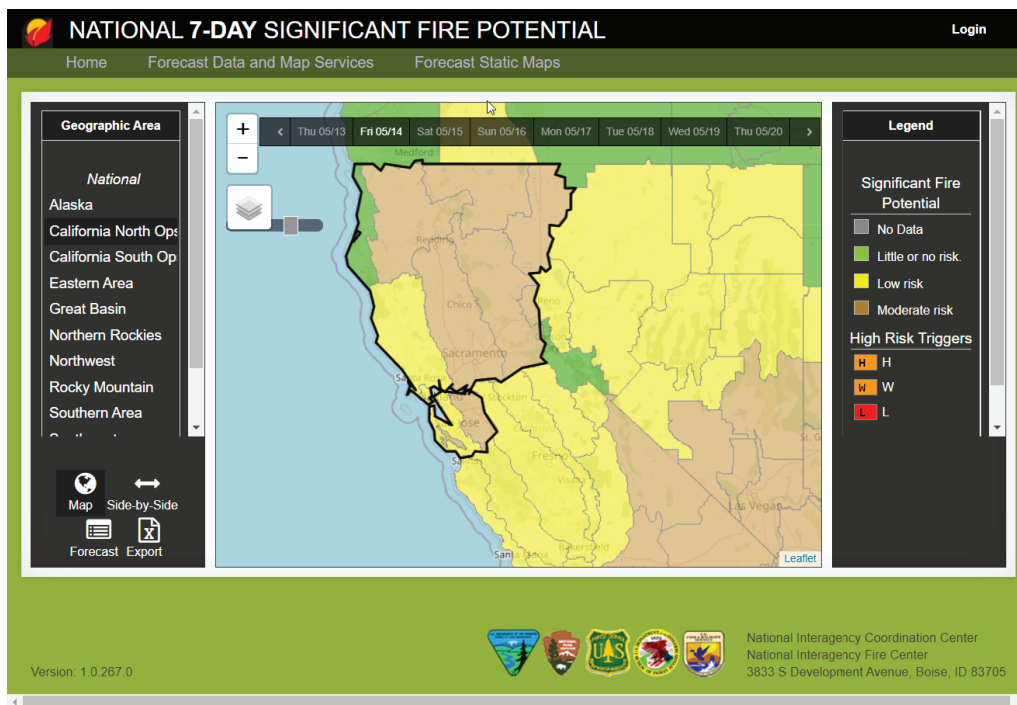 NATIONAL 7-DAY SIGNIFICANT FIRE POTENTIAL
Login
Home
Forecast Data and Map Services
Forecast Static Maps
Geographic Area
National
Alaska
California North Ops
California South Op
Eastern Area
Great Basin
Northern Rockies
Northwest
Rocky Mountain
Southern Area
Map
Side-by-Side
Forecast
Export
+
−
Thu 05/13
Fri 05/14
Sat 05/15
Sun 05/16
Mon 05/17
Tue 05/18
Wed 05/19
Thu 05/20
Medford
Redding
Chico
Reno
Sacramento
Stockton
Fresno
Visalia
St. G
Las Vegas
Bakersfield
Leaflet
Legend
Significant Fire
Potential
No Data
Little or no risk.
Low risk
Moderate risk
High Risk Triggers
H H
W W
L L
National Interagency Coordination Center
National Interagency Fire Center
3833 S Development Avenue, Boise, ID 83705
Version: 1.0.267.0